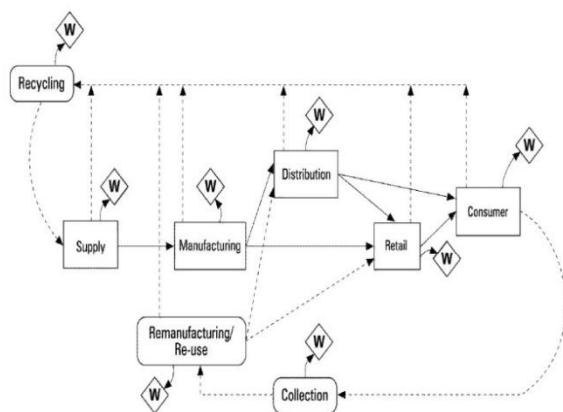 W
Recycling
W
Distribution
W
W
W
Consumer
Supply
Manufacturing
Retail
W
Remanufacturing/
Re-use
W
W
Collection